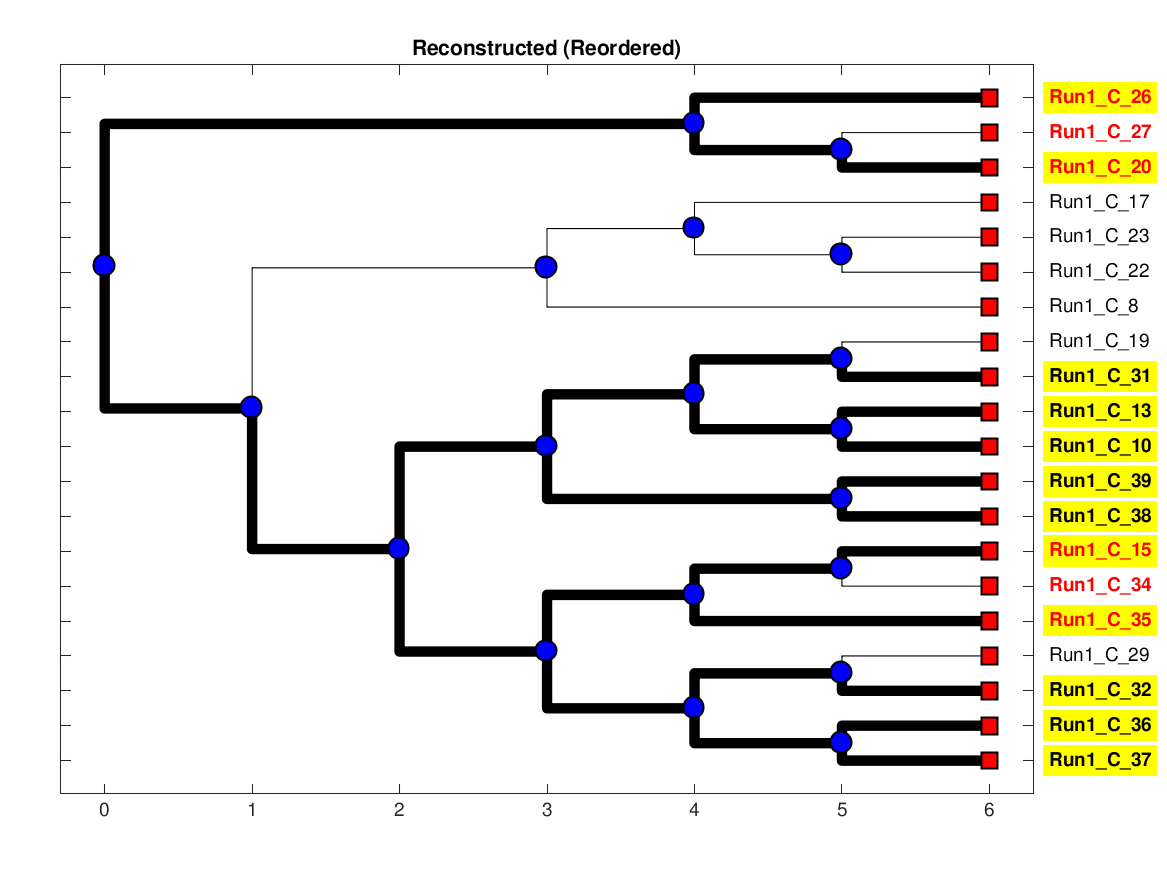 Reconstructed (Reordered)
Run1_C_26
Run1_C_27
Run1_C_20
Run1_C_17
Run1_C_23
Run1_C_22
Run1_C_8
Run1_C_19
Run1_C_31
Run1_C_13
Run1_C_10
Run1_C_39
Run1_C_38
Run1_C_15
Run1_C_34
Run1_C_35
Run1_C_29
Run1_C_32
Run1_C_36
Run1_C_37
0 1 2 3 4 5 6